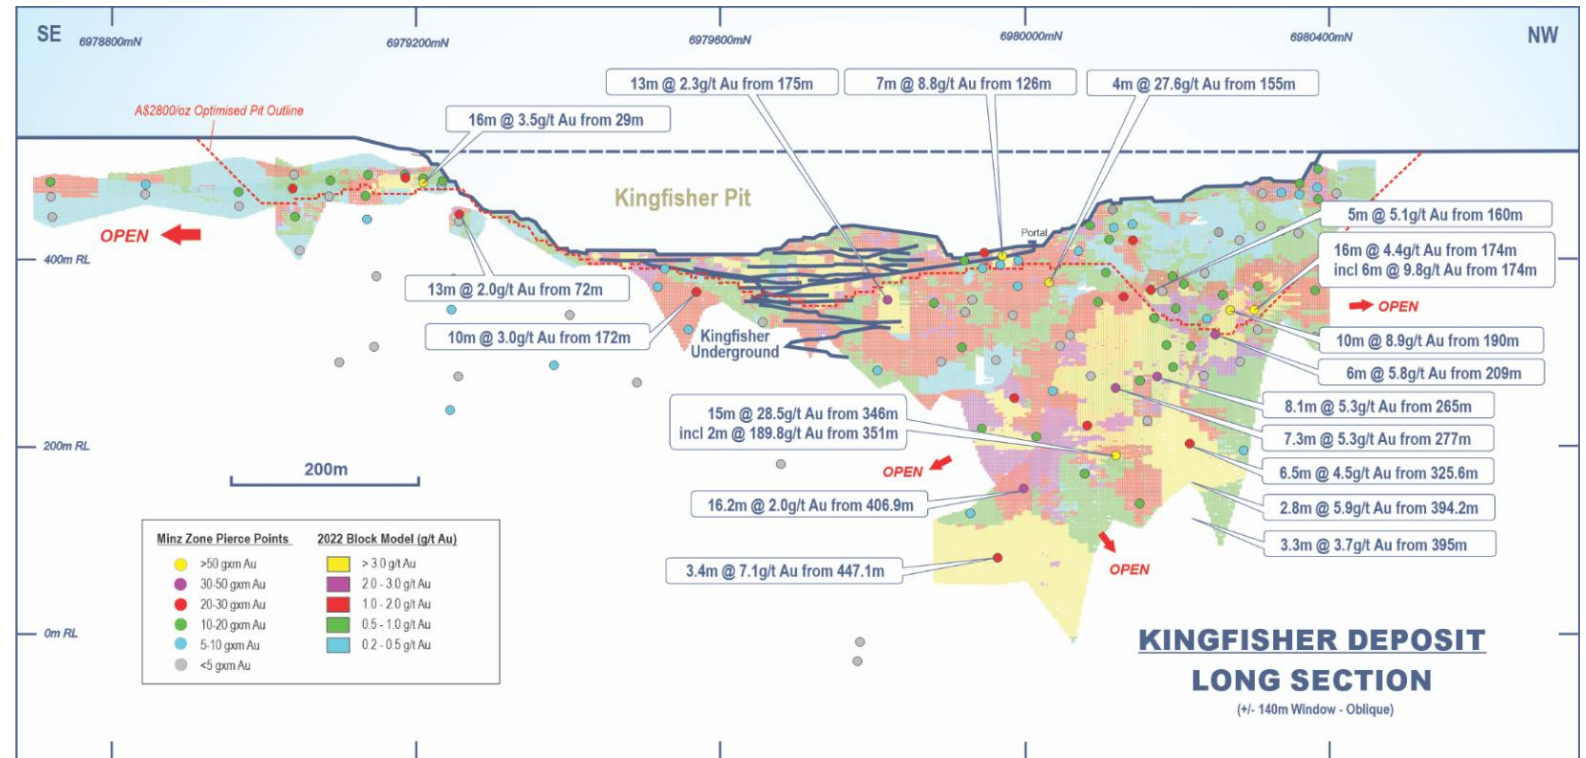 SE
6978800mN
6979200mN
6979600mN
6980000mN
6980400mN
NW
13m @ 2.3g/t Au from 175m
7m @ 8.8g/t Au from 126m
4m @ 27.6g/t Au from 155m
A$2800/oz Optimised Pit Outline
16m @ 3.5g/t Au from 29m
Kingfisher Pit
5m @ 5.1g/t Au from 160m
OPEN
Portal
400m RL
16m @ 4.4g/t Au from 174m
incl 6m @ 9.8g/t Au from 174m
13m @ 2.0g/t Au from 72m
OPEN
10m @ 3.0g/t Au from 172m
Kingfisher
Underground
10m @ 8.9g/t Au from 190m
6m @ 5.8g/t Au from 209m
8.1m @ 5.3g/t Au from 265m
15m @ 28.5g/t Au from 346m
incl 2m @ 189.8g/t Au from 351m
7.3m @ 5.3g/t Au from 277m
200m RL
200m
OPEN
6.5m @ 4.5g/t Au from 325.6m
16.2m @ 2.0g/t Au from 406.9m
2.8m @ 5.9g/t Au from 394.2m
3.3m @ 3.7g/t Au from 395m
OPEN
3.4m @ 7.1g/t Au from 447.1m
Minz Zone Pierce Points
>50 gxm Au
30-50 gxm Au
20-30 gxm Au
10-20 gxm Au
5-10 gxm Au
<5 gxm Au
2022 Block Model (g/t Au)
> 3.0 g/t Au
2.0 - 3.0 g/t Au
1.0 - 2.0 g/t Au
0.5 - 1.0 g/t Au
0.2 - 0.5 g/t Au
0m RL
KINGFISHER DEPOSIT
LONG SECTION
(+/- 140m Window - Oblique)